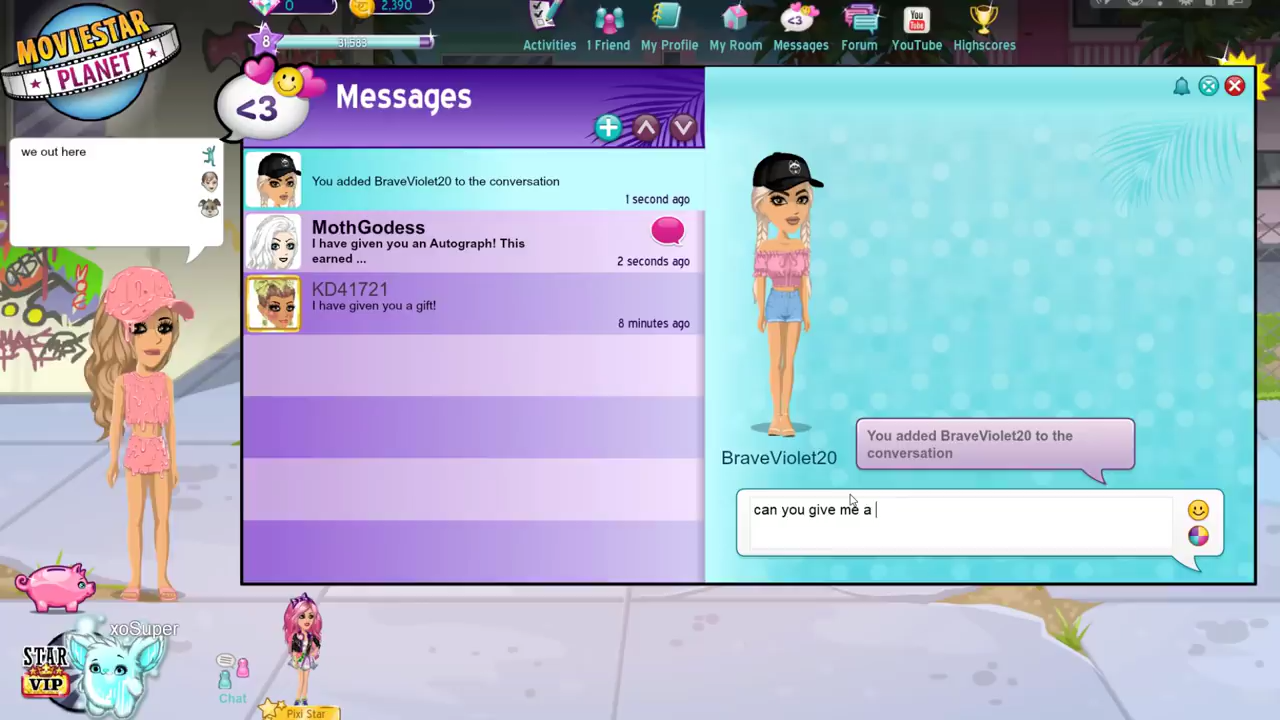 MOVIESTAR
PLANET
0
2.390
8
31.583
Activities
1 Friend
My Profile
My Room
<3
Messages
Forum
You
Tube
YouTube
Highscores
<3
Messages
we out here
You added BraveViolet20 to the conversation
1 second ago
MothGodess
I have given you an Autograph! This
earned ...
2 seconds ago
KD41721
I have given you a gift!
8 minutes ago
BraveViolet20
You added BraveViolet20 to the
conversation
can you give me a
xoSuper
STAR
VIP
Chat
Pixi Star